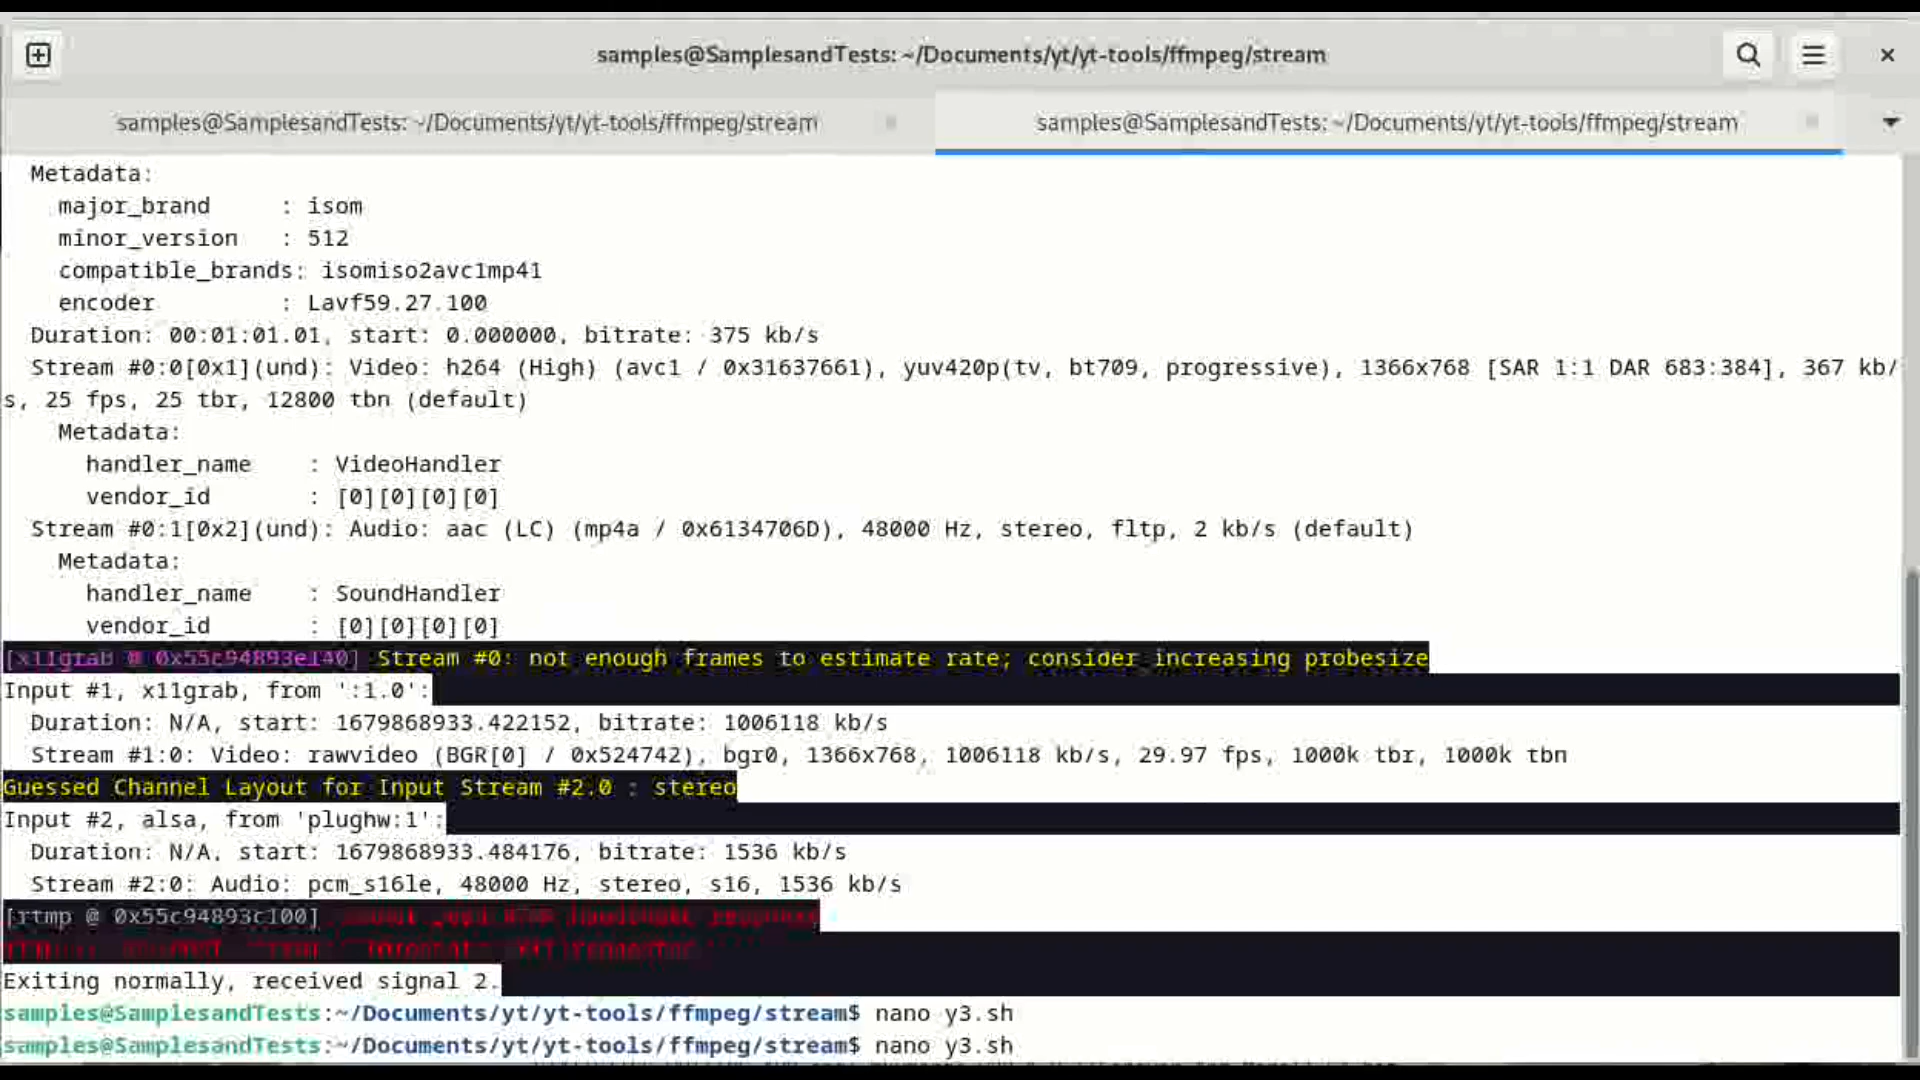 samples@SamplesandTests: ~/Documents/yt/yt-tools/ffmpeg/stream
samples@SamplesandTests: ~/Documents/yt/yt-tools/ffmpeg/stream
samples@SamplesandTests: ~/Documents/yt/yt-tools/ffmpeg/stream
Metadata:
major_brand : isom
minor_version : 512
compatible_brands: isomiso2avc1mp41
encoder : Lavf59.27.100
Duration: 00:01:01.01, start: 0.000000, bitrate: 375 kb/s
Stream #0:0[0x1](und): Video: h264 (High) (avc1 / 0x31637661), yuv420p(tv, bt709, progressive), 1366x768 [SAR 1:1 DAR 683:384], 367 kb/
s, 25 fps, 25 tbr, 12800 tbn (default)
Metadata:
handler_name : VideoHandler
vendor_id : [0][0][0][0]
Stream #0:1[0x2](und): Audio: aac (LC) (mp4a / 0x6134706D), 48000 Hz, stereo, fltp, 2 kb/s (default)
Metadata:
handler_name : SoundHandler
vendor_id : [0][0][0][0]
[x11grab @ 0x55c94893e140] Stream #0: not enough frames to estimate rate; consider increasing probesize
Input #1, x11grab, from ':1.0':
Duration: N/A, start: 1679868933.422152, bitrate: 1006118 kb/s
Stream #1:0: Video: rawvideo (BGR[0] / 0x524742), bgr0, 1366x768, 1006118 kb/s, 29.97 fps, 1000k tbr, 1000k tbn
Guessed Channel Layout for Input Stream #2.0 : stereo
Input #2, alsa, from 'plughw:1':
Duration: N/A, start: 1679868933.484176, bitrate: 1536 kb/s
Stream #2:0: Audio: pcm_s16le, 48000 Hz, stereo, s16, 1536 kb/s
[rtmp @ 0x55c94893c100]
Exiting normally, received signal 2.
samples@SamplesandTests:~/Documents/yt/yt-tools/ffmpeg/stream$ nano y3.sh
samples@SamplesandTests:~/Documents/yt/yt-tools/ffmpeg/stream$ nano y3.sh